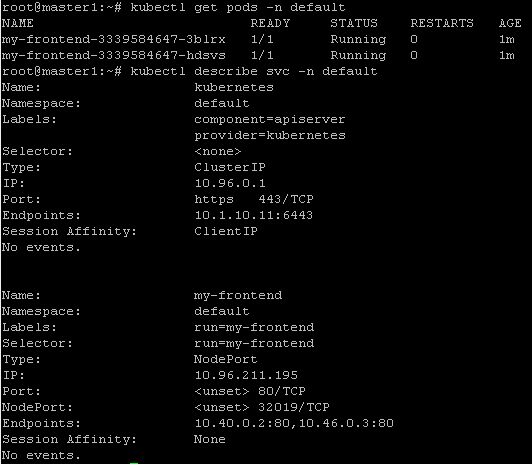 root@master1:~# kubectl get pods -n default
NAME READY STATUS RESTARTS AGE
my-frontend-3339584647-3blrx 1/1 Running 0 1m
my-frontend-3339584647-hdsvs 1/1 Running 0 1m
root@master1:~# kubectl describe svc -n default
Name: kubernetes
Namespace: default
Labels: component=apiserver
provider=kubernetes
Selector: <none>
Type: ClusterIP
IP: 10.96.0.1
Port: https 443/TCP
Endpoints: 10.1.10.11:6443
Session Affinity: ClientIP
No events.
Name: my-frontend
Namespace: default
Labels: run=my-frontend
Selector: run=my-frontend
Type: NodePort
IP: 10.96.211.195
Port: <unset> 80/TCP
NodePort: <unset> 32019/TCP
Endpoints: 10.40.0.2:80,10.46.0.3:80
Session Affinity: None
No events.